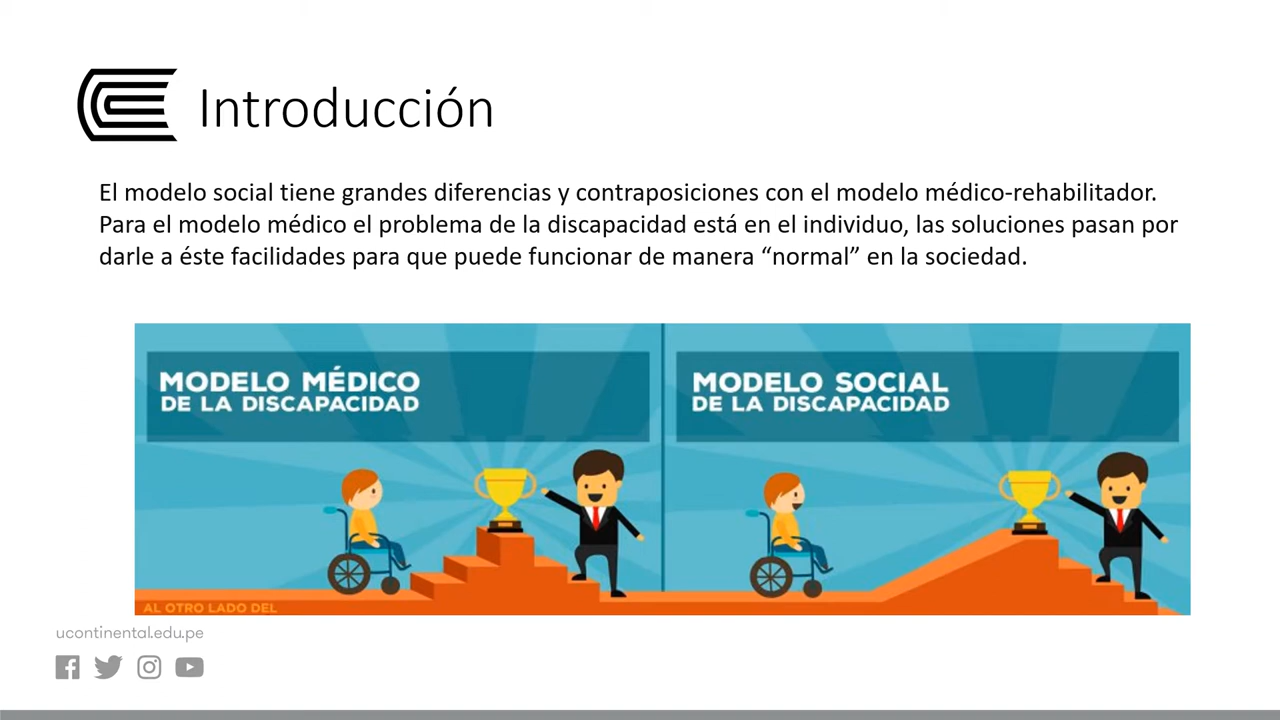 Introducción
El modelo social tiene grandes diferencias y contraposiciones con el modelo médico-rehabilitador.
Para el modelo médico el problema de la discapacidad está en el individuo, las soluciones pasan por
darle a éste facilidades para que puede funcionar de manera “normal” en la sociedad.
MODELO MÉDICO
DE LA DISCAPACIDAD
MODELO SOCIAL
DE LA DISCAPACIDAD
AL OTRO LADO DEL
ucontinental.edu.pe